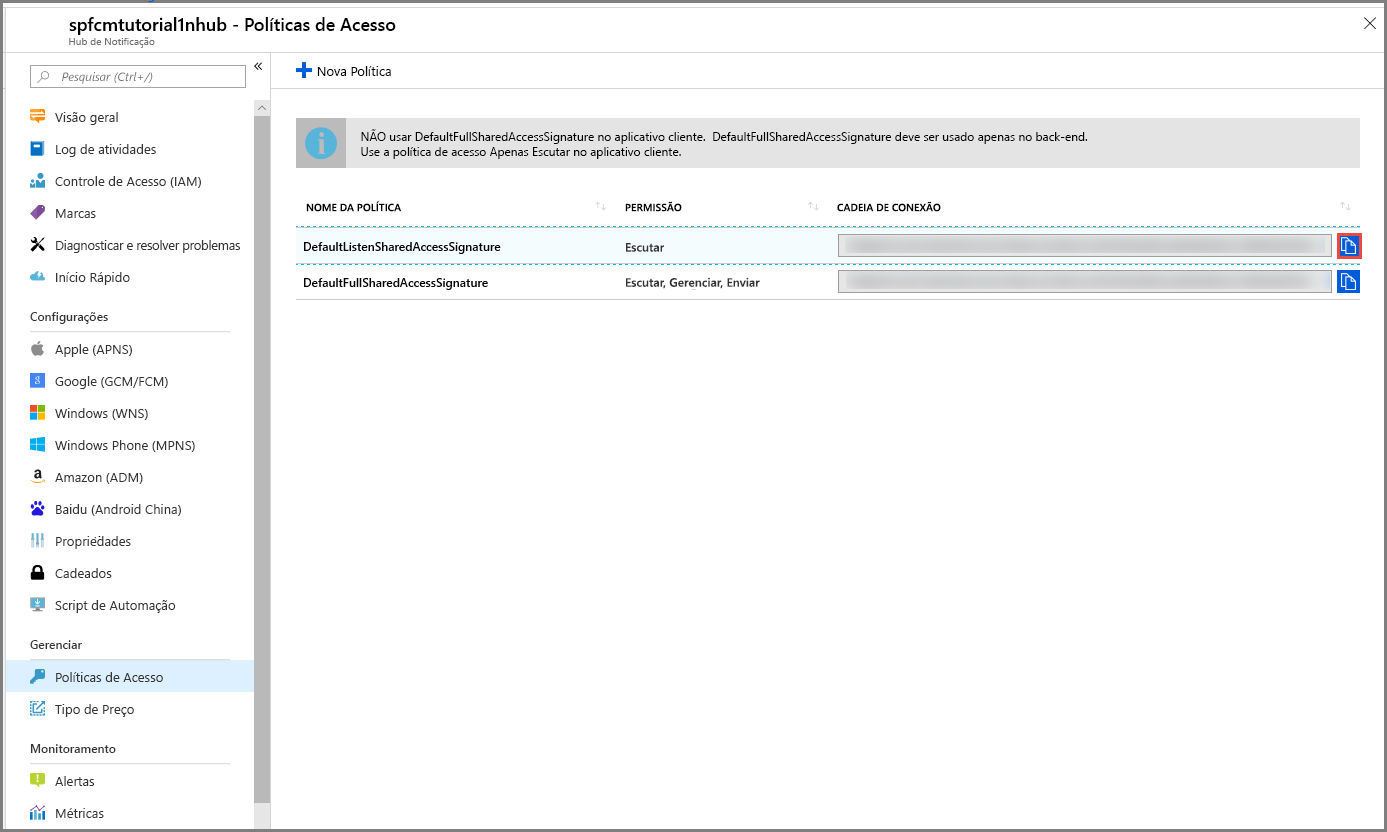 spfcmtutorial1nhub - Políticas de Acesso
Hub de Notificação
Pesquisar (Ctrl+/)
«
Visão geral
Log de atividades
Controle de Acesso (IAM)
Marcas
Diagnosticar e resolver problemas
Início Rápido
Configurações
Apple (APNS)
Google (GCM/FCM)
Windows (WNS)
Windows Phone (MPNS)
Amazon (ADM)
Baidu (Android China)
Propriedades
Cadeados
Script de Automação
Gerenciar
Políticas de Acesso
Tipo de Preço
Monitoramento
Alertas
Métricas
Nova Política
NÃO usar DefaultFullSharedAccessSignature no aplicativo cliente. DefaultFullSharedAccessSignature deve ser usado apenas no back-end.
Use a política de acesso Apenas Escutar no aplicativo cliente.
NOME DA POLÍTICA PERMISSÃO CADEIA DE CONEXÃO
DefaultListenSharedAccessSignature Escutar
DefaultFullSharedAccessSignature Escutar, Gerenciar, Enviar